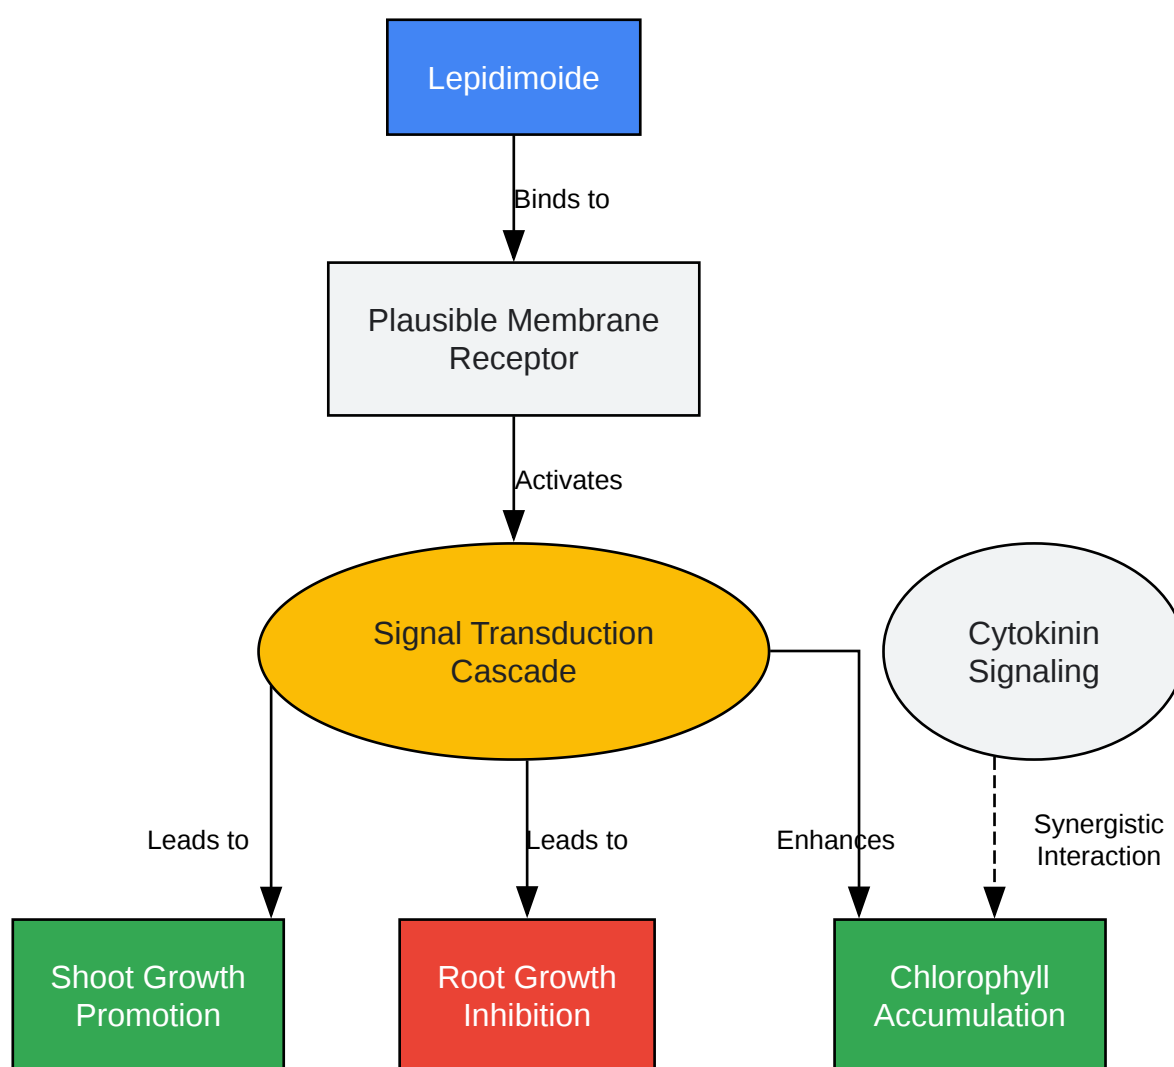 Lepidimoide
Binds to
Plausible Membrane
Receptor
Activates
Signal Transduction
Cascade
Cytokinin
Signaling
Leads to
Leads to
Enhances
Synergistic
Interaction
Shoot Growth
Promotion
Root Growth
Inhibition
Chlorophyll
Accumulation